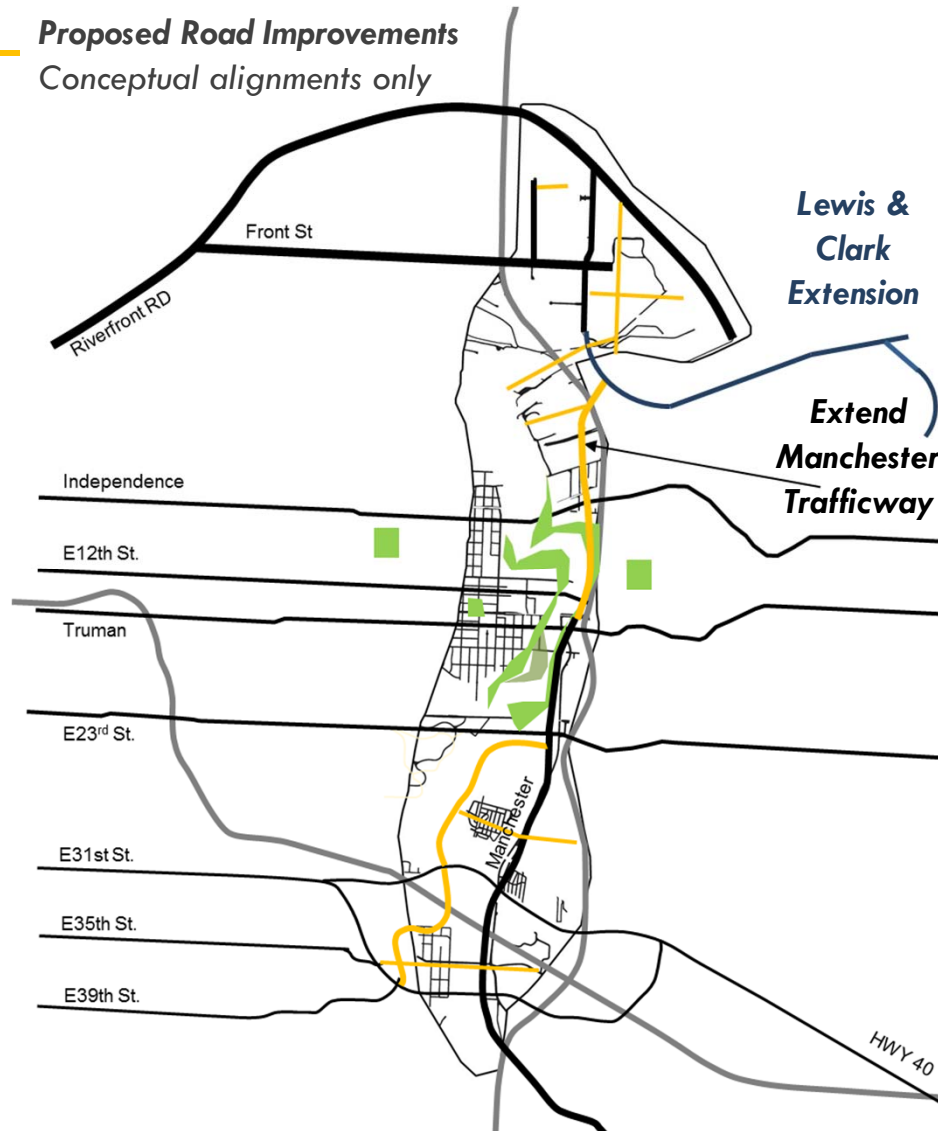 Proposed Road Improvements
Conceptual alignments only
Lewis &
Clark
Extension
Front St
Riverfront RD
Extend
Manchester
Trafficway
Independence
E12th St.
Truman
E23rd St.
Manchester
E31st St.
E35th St.
E39th St.
HWY 40